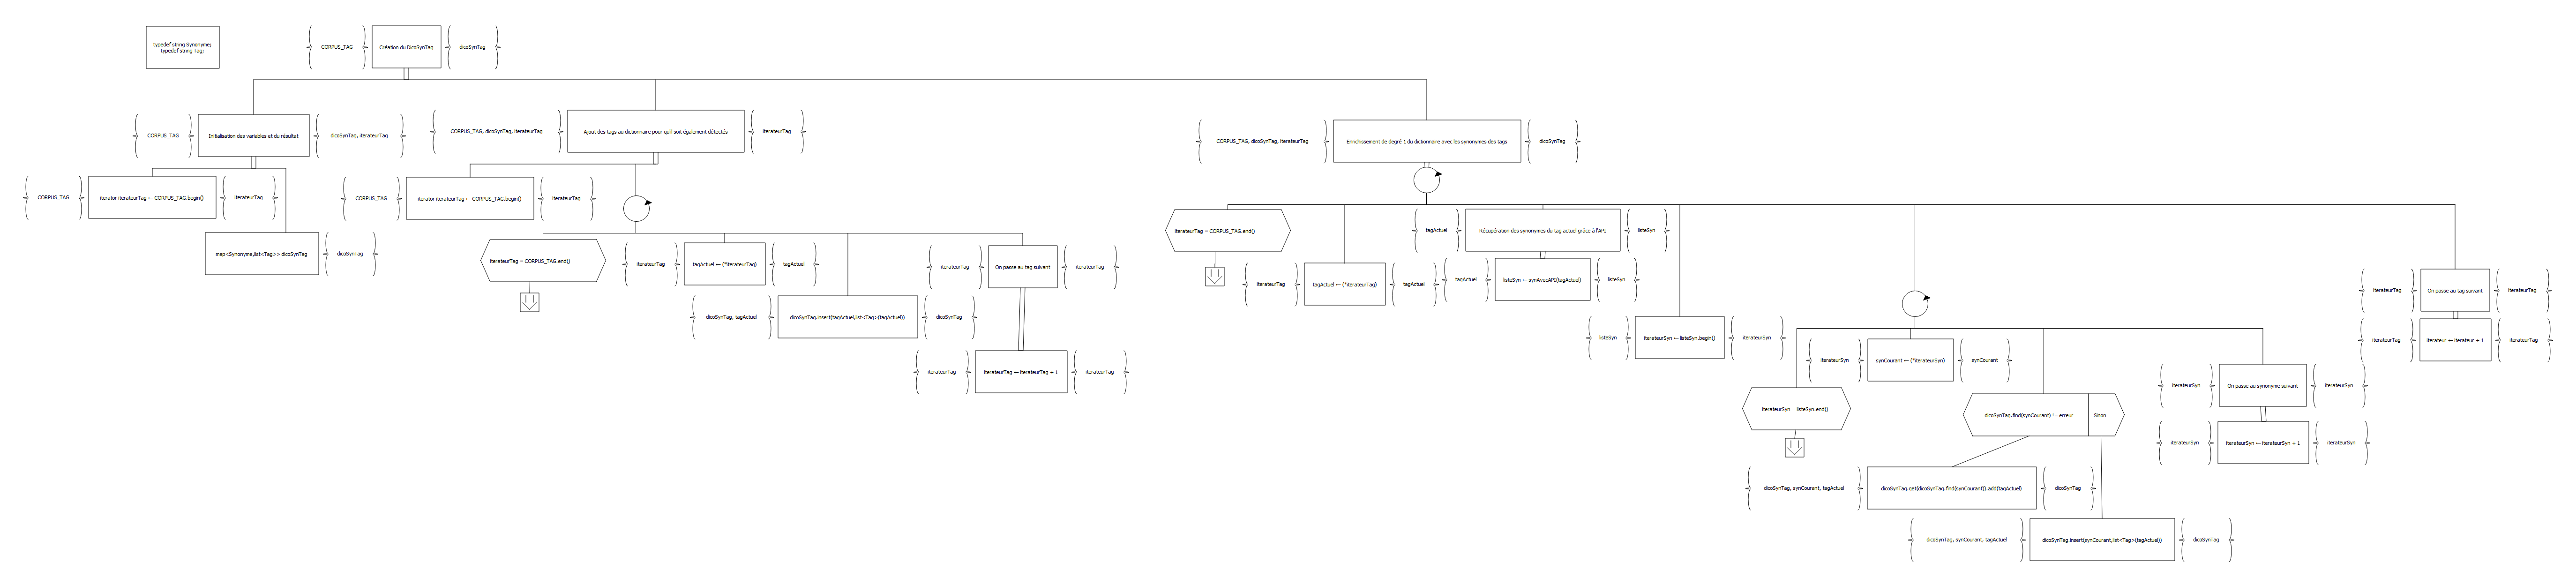 typedef string Synonyme;
typedef string Tag;
CORPUS_TAG
Création du DicoSynTag
dicoSynTag
CORPUS_TAG
Initialisation des variables et du résultat
dicoSynTag, iterateurTag
CORPUS_TAG, dicoSynTag, iterateurTag
Ajout des tags au dictionnaire pour qu'il soit également détectés
iterateurTag
CORPUS_TAG, dicoSynTag, iterateurTag
Enrichissement de degré 1 du dictionnaire avec les synonymes des tags
dicoSynTag
CORPUS_TAG
iterator iterateurTag ← CORPUS_TAG.begin()
iterateurTag
map<Synonyme,list<Tag>> dicoSynTag
dicoSynTag
CORPUS_TAG
iterator iterateurTag ← CORPUS_TAG.begin()
iterateurTag
iterateurTag = CORPUS_TAG.end()
iterateurTag
tagActuel ← (*iterateurTag)
tagActuel
dicoSynTag, tagActuel
dicoSynTag.insert(tagActuel,list<Tag>(tagActuel))
dicoSynTag
iterateurTag
On passe au tag suivant
iterateurTag
iterateurTag
iterateurTag ← iterateurTag + 1
iterateurTag
iterateurTag = CORPUS_TAG.end()
iterateurTag
tagActuel ← (*iterateurTag)
tagActuel
tagActuel
Récupération des synonymes du tag actuel grâce à l'API
listeSyn
tagActuel
listeSyn ← synAvecAPI(tagActuel)
listeSyn
listeSyn
iterateurSyn ← listeSyn.begin()
iterateurSyn
iterateurSyn = listeSyn.end()
iterateurSyn
synCourant ← (*iterateurSyn)
synCourant
dicoSynTag.find(synCourant) != erreur
Sinon
dicoSynTag, synCourant, tagActuel
dicoSynTag.get(dicoSynTag.find(synCourant)).add(tagActuel)
dicoSynTag
dicoSynTag, synCourant, tagActuel
dicoSynTag.insert(synCourant,list<Tag>(tagActuel))
dicoSynTag
iterateurSyn
On passe au synonyme suivant
iterateurSyn
iterateurSyn
iterateurSyn ← iterateurSyn + 1
iterateurSyn
iterateurTag
On passe au tag suivant
iterateurTag
iterateurTag
iterateur ← iterateur + 1
iterateurTag